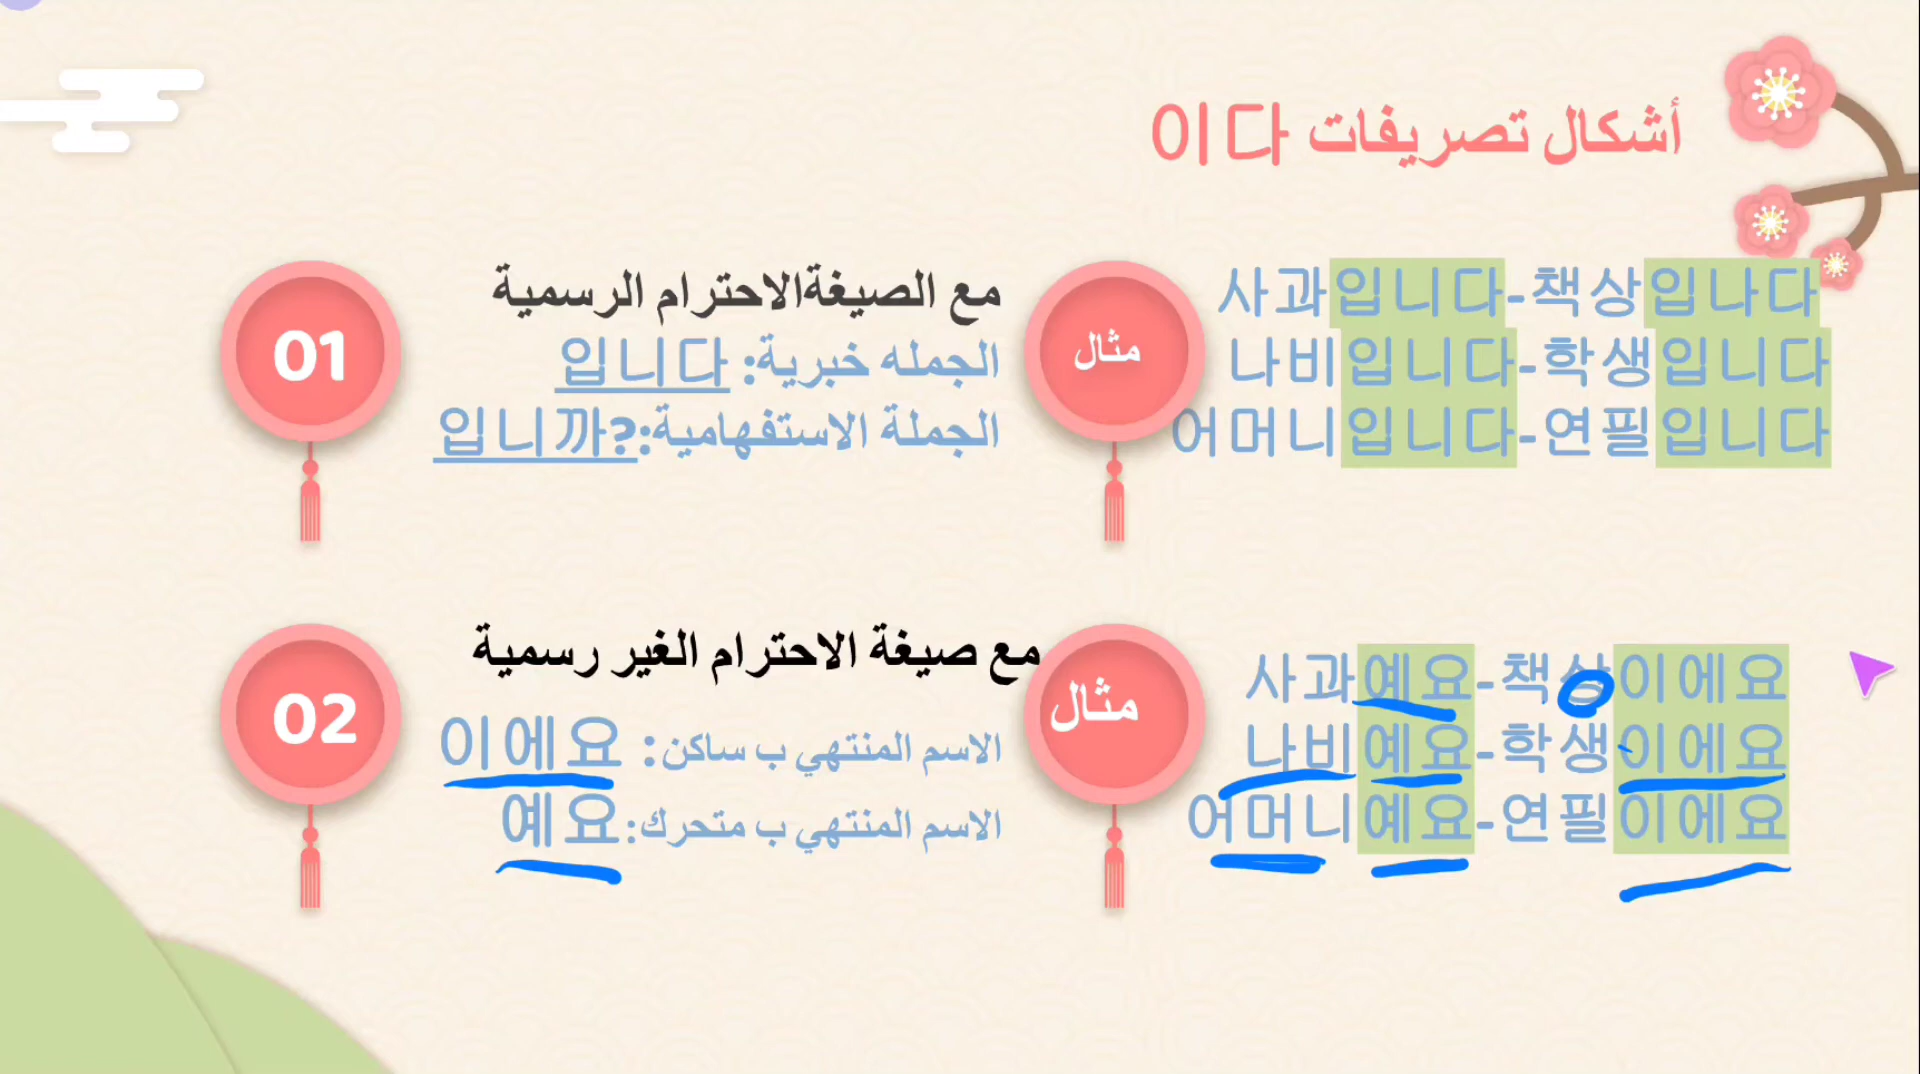 أشكال تصريفات 이다
01
مع الصيغةالاحترام الرسمية
الجمله خبرية: 입니다
الجملة الاستفهامية:입니까?
مثال
사과입니다-책상입나다
나비입니다-학생입니다
어머니입니다-연필입니다
02
مع صيغة الاحترام الغير رسمية
الاسم المنتهي ب ساكن: 이에요
الاسم المنتهي ب متحرك:예요
مثال
사과예요-책상이에요
나비예요-학생이에요
어머니예요-연필이에요